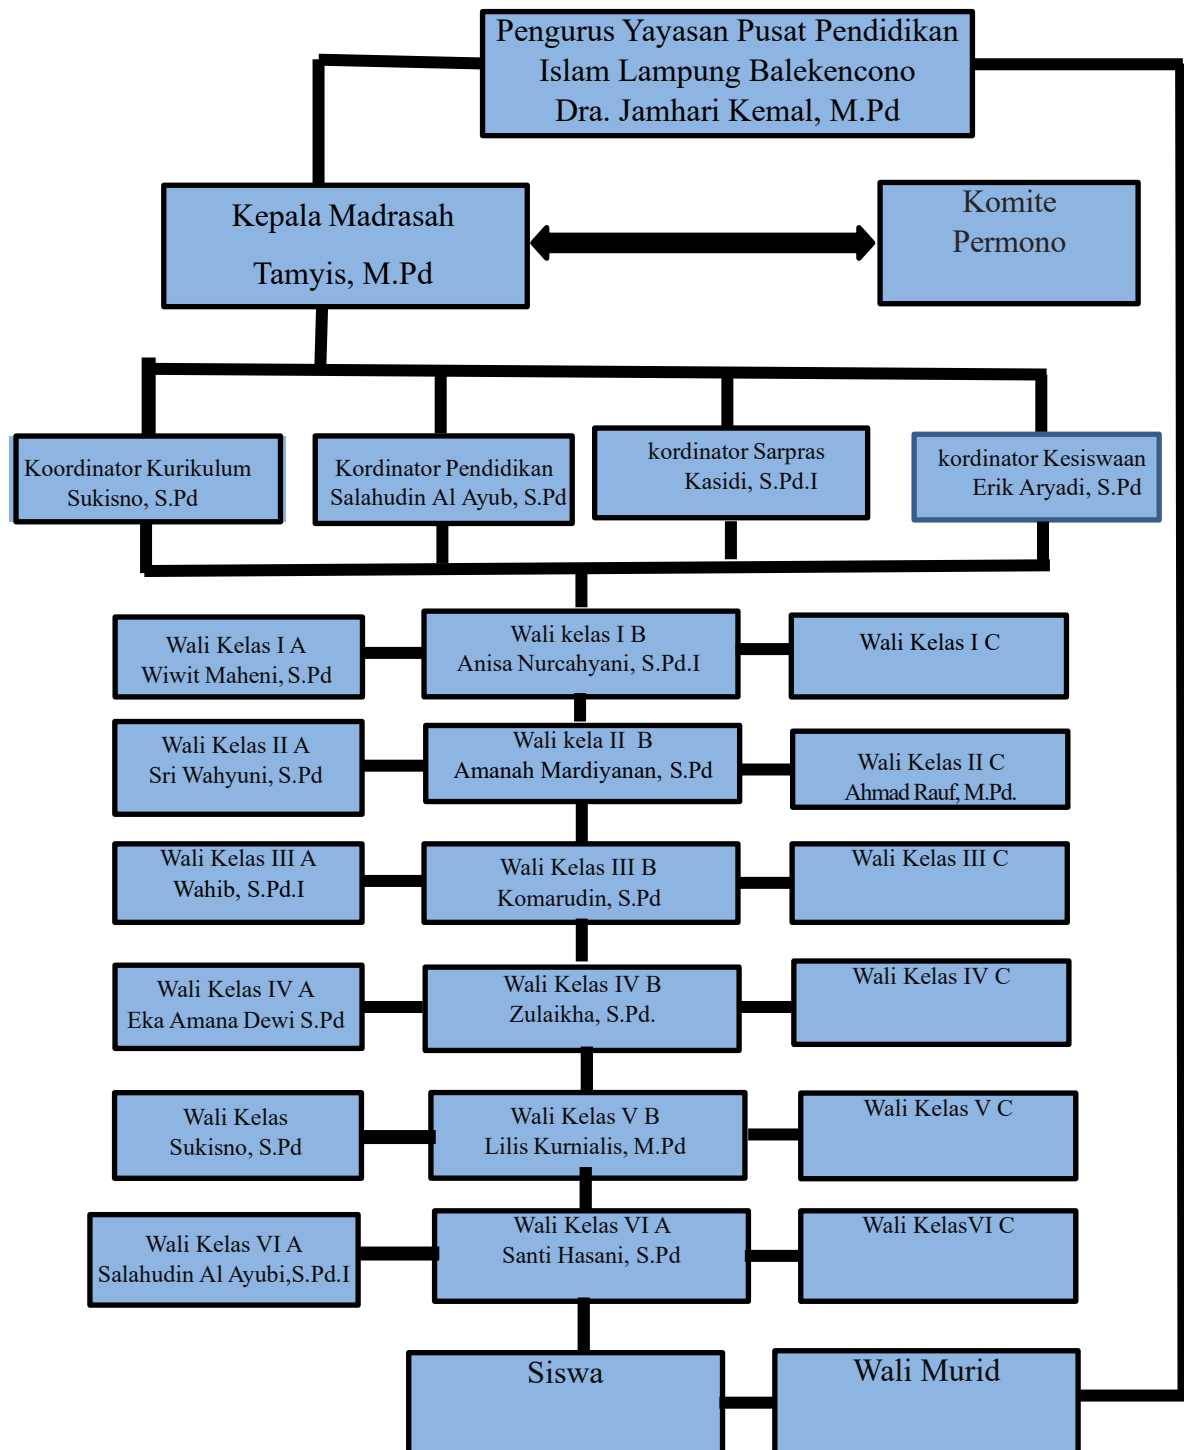 Pengurus Yayasan Pusat Pendidikan
Islam Lampung Balekencono
Dra. Jamhari Kemal, M.Pd
Kepala Madrasah
Tamyis, M.Pd
Komite
Permono
Koordinator Kurikulum
Sukisno, S.Pd
Kordinator Pendidikan
Salahudin Al Ayub, S.Pd
kordinator Sarpras
Kasidi, S.Pd.I
kordinator Kesiswaan
Erik Aryadi, S.Pd
Wali Kelas I A
Wiwit Maheni, S.Pd
Wali kelas I B
Anisa Nurcahyani, S.Pd.I
Wali Kelas I C
Wali Kelas II A
Sri Wahyuni, S.Pd
Wali kela II B
Amanah Mardiyanan, S.Pd
Wali Kelas II C
Ahmad Rauf, M.Pd.
Wali Kelas III A
Wahib, S.Pd.I
Wali Kelas III B
Komarudin, S.Pd
Wali Kelas III C
Wali Kelas IV A
Eka Amana Dewi S.Pd
Wali Kelas IV B
Zulaikha, S.Pd.
Wali Kelas IV C
Wali Kelas
Sukisno, S.Pd
Wali Kelas V B
Lilis Kurnialis, M.Pd
Wali Kelas V C
Wali Kelas VI A
Salahudin Al Ayubi,S.Pd.I
Wali Kelas VI A
Santi Hasani, S.Pd
Wali KelasVI C
Siswa
Wali Murid